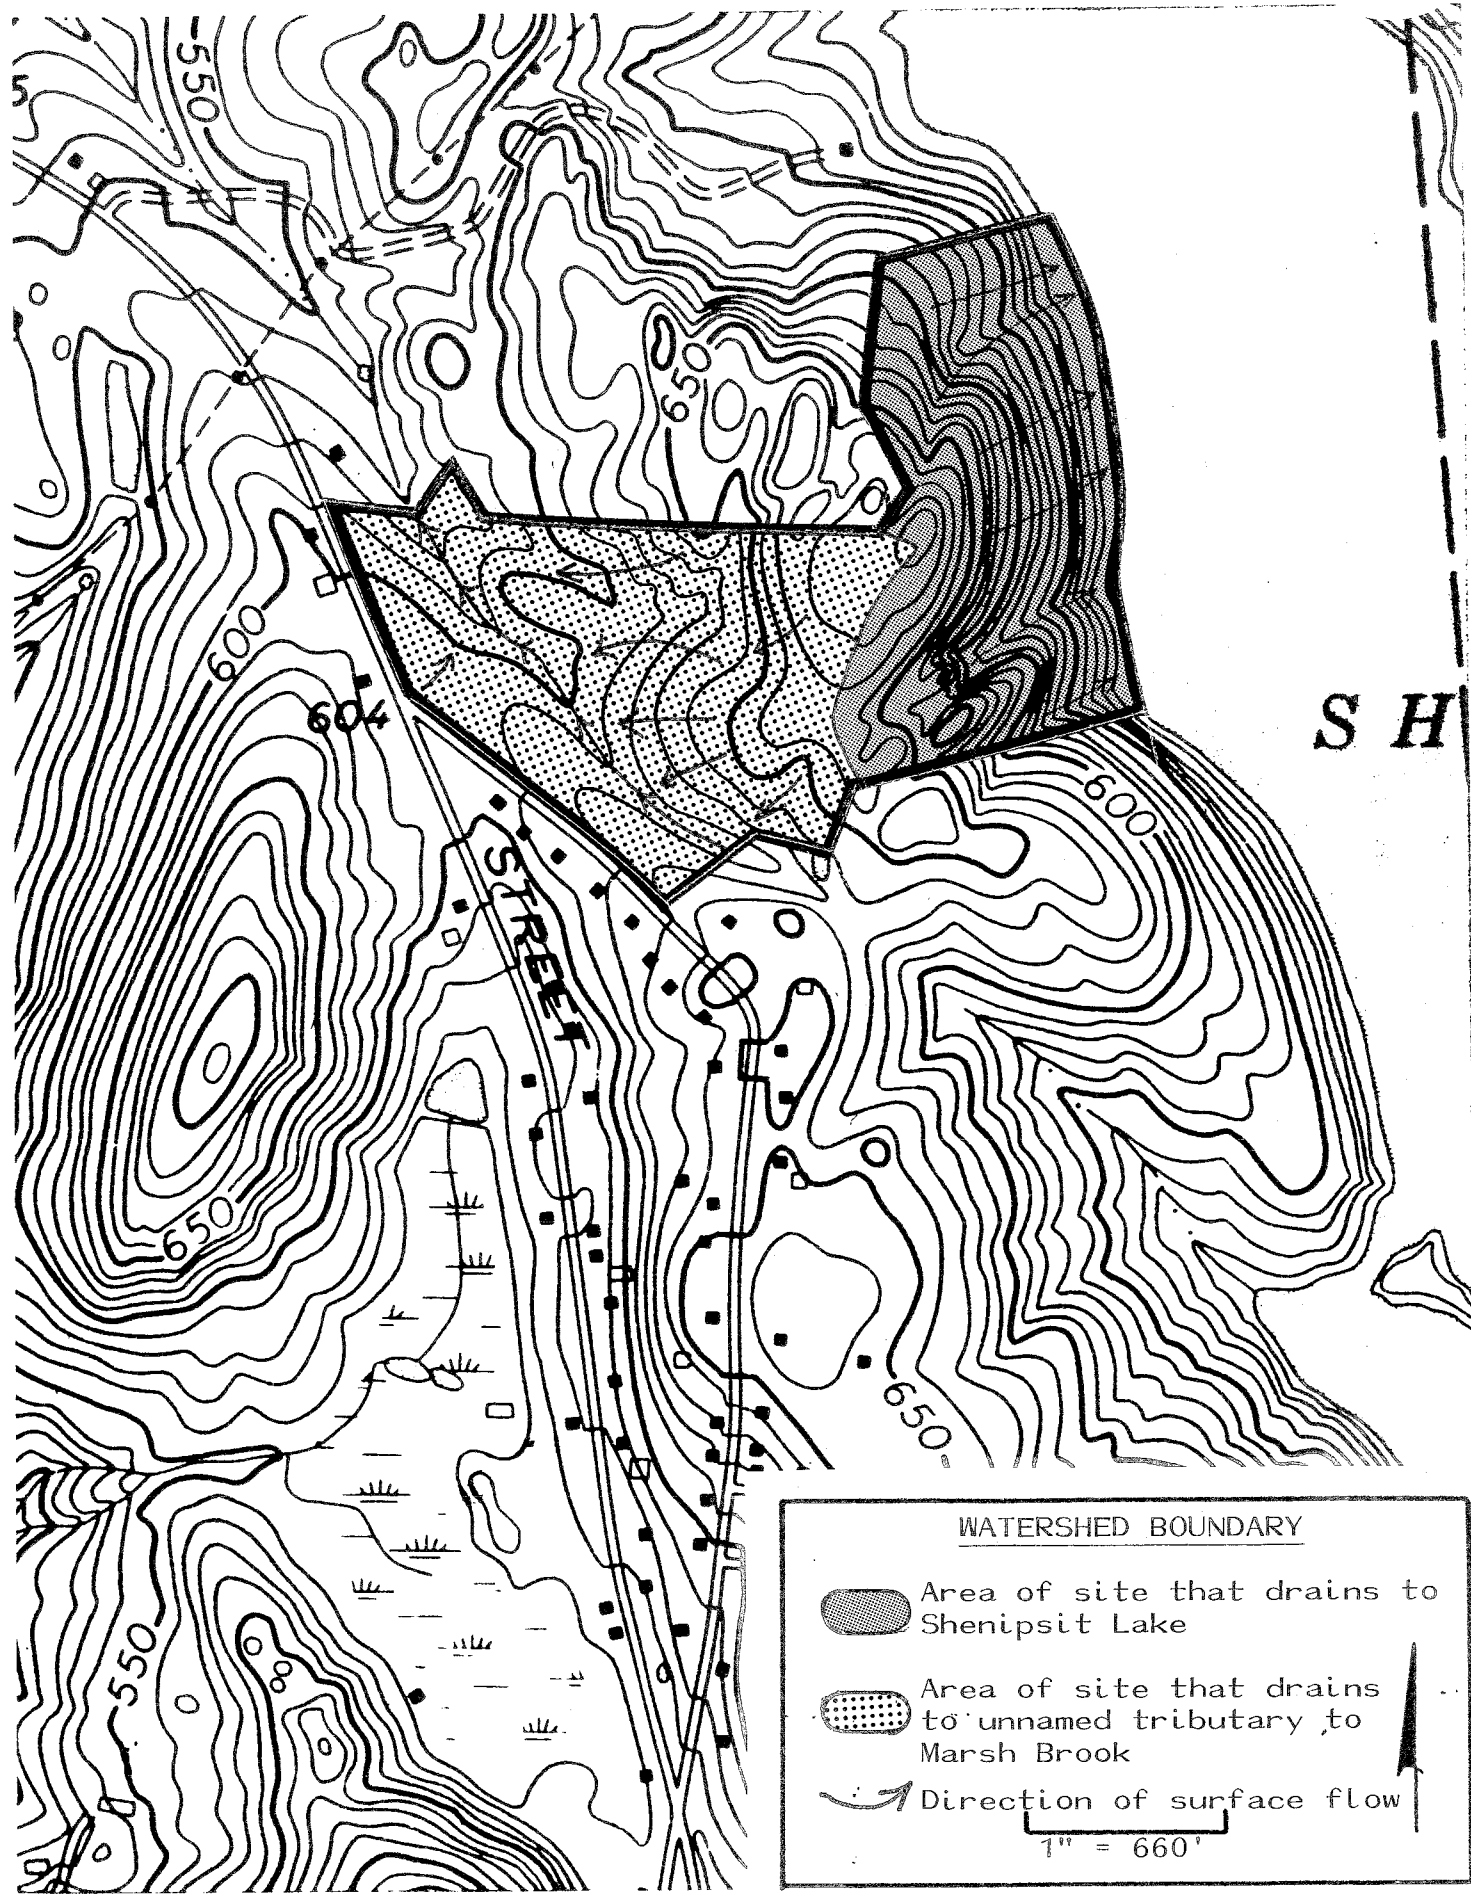 550
5
650
600
604
S H
600
STREET
650
650
550
WATERSHED BOUNDARY
Area of site that drains to
Shenipsit Lake
Area of site that drains
to unnamed tributary to
Marsh Brook
Direction of surface flow
1" = 660'